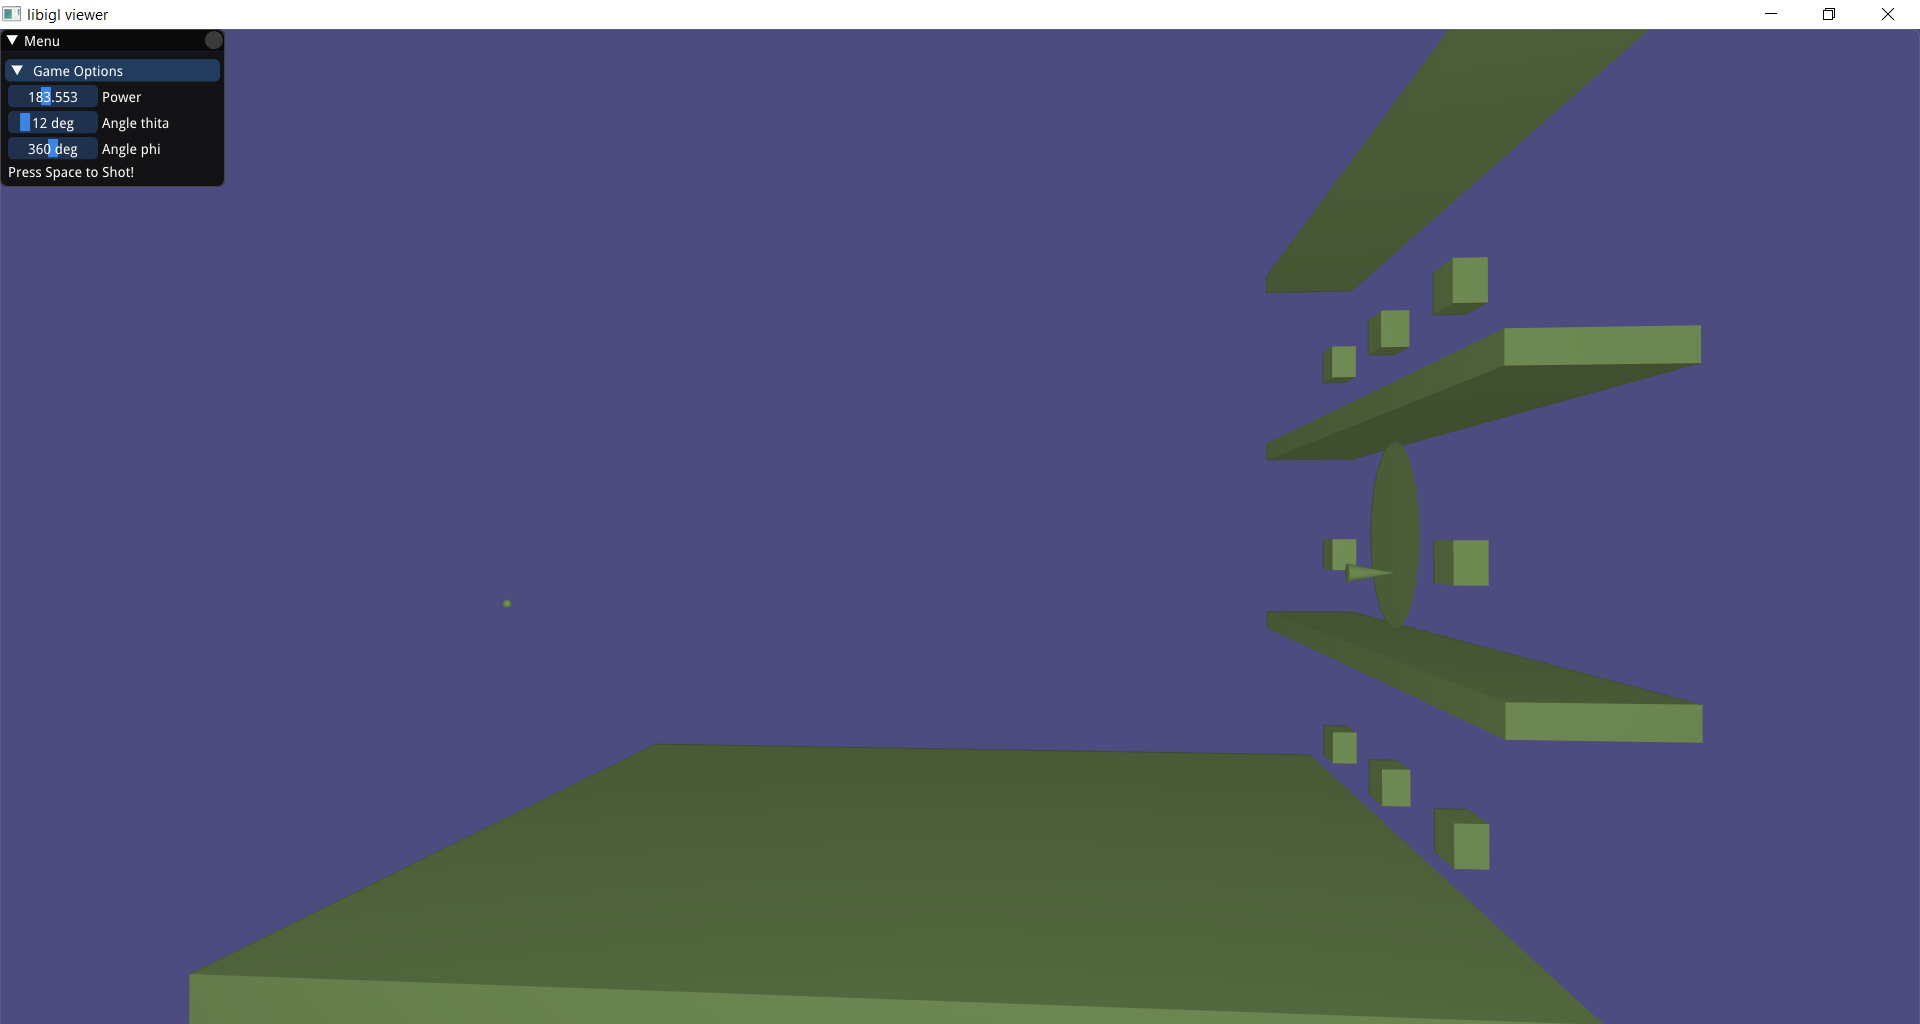 libigl viewer
Menu
Game Options
183.553 Power
12 deg Angle thita
360 deg Angle phi
Press Space to Shot!